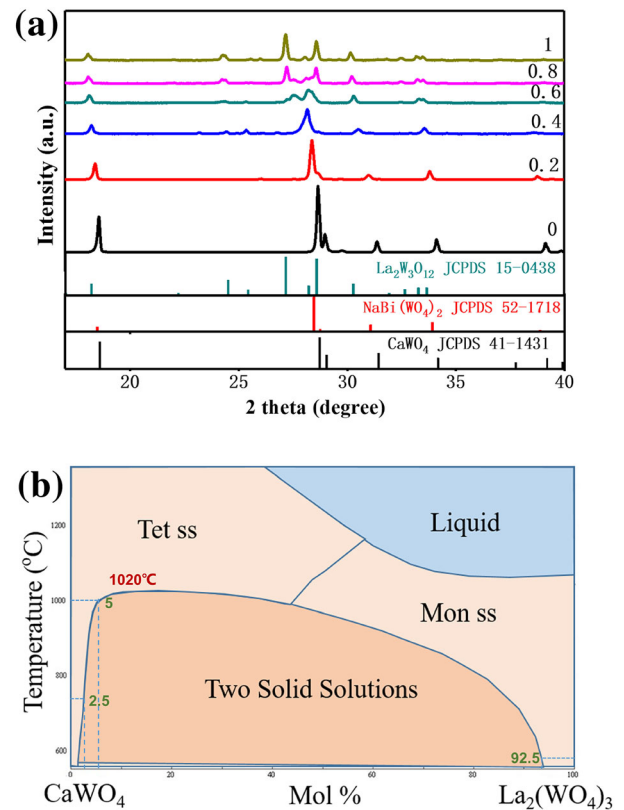 (a)
Intensity (a.u.)
1
0.8
0.6
0.4
0.2
0
La₂W₃O₁₂ JCPDS 15-0438
NaBi(WO₄)₂ JCPDS 52-1718
CaWO₄ JCPDS 41-1431
20 25 30 35 40
2 theta (degree)
(b)
Temperature (ºC)
1200
1000
800
600
Tet ss
Liquid
1020℃
5
Mon ss
Two Solid Solutions
2.5
92.5
0 20 40 60 80 100
CaWO₄ Mol % La₂(WO₄)₃